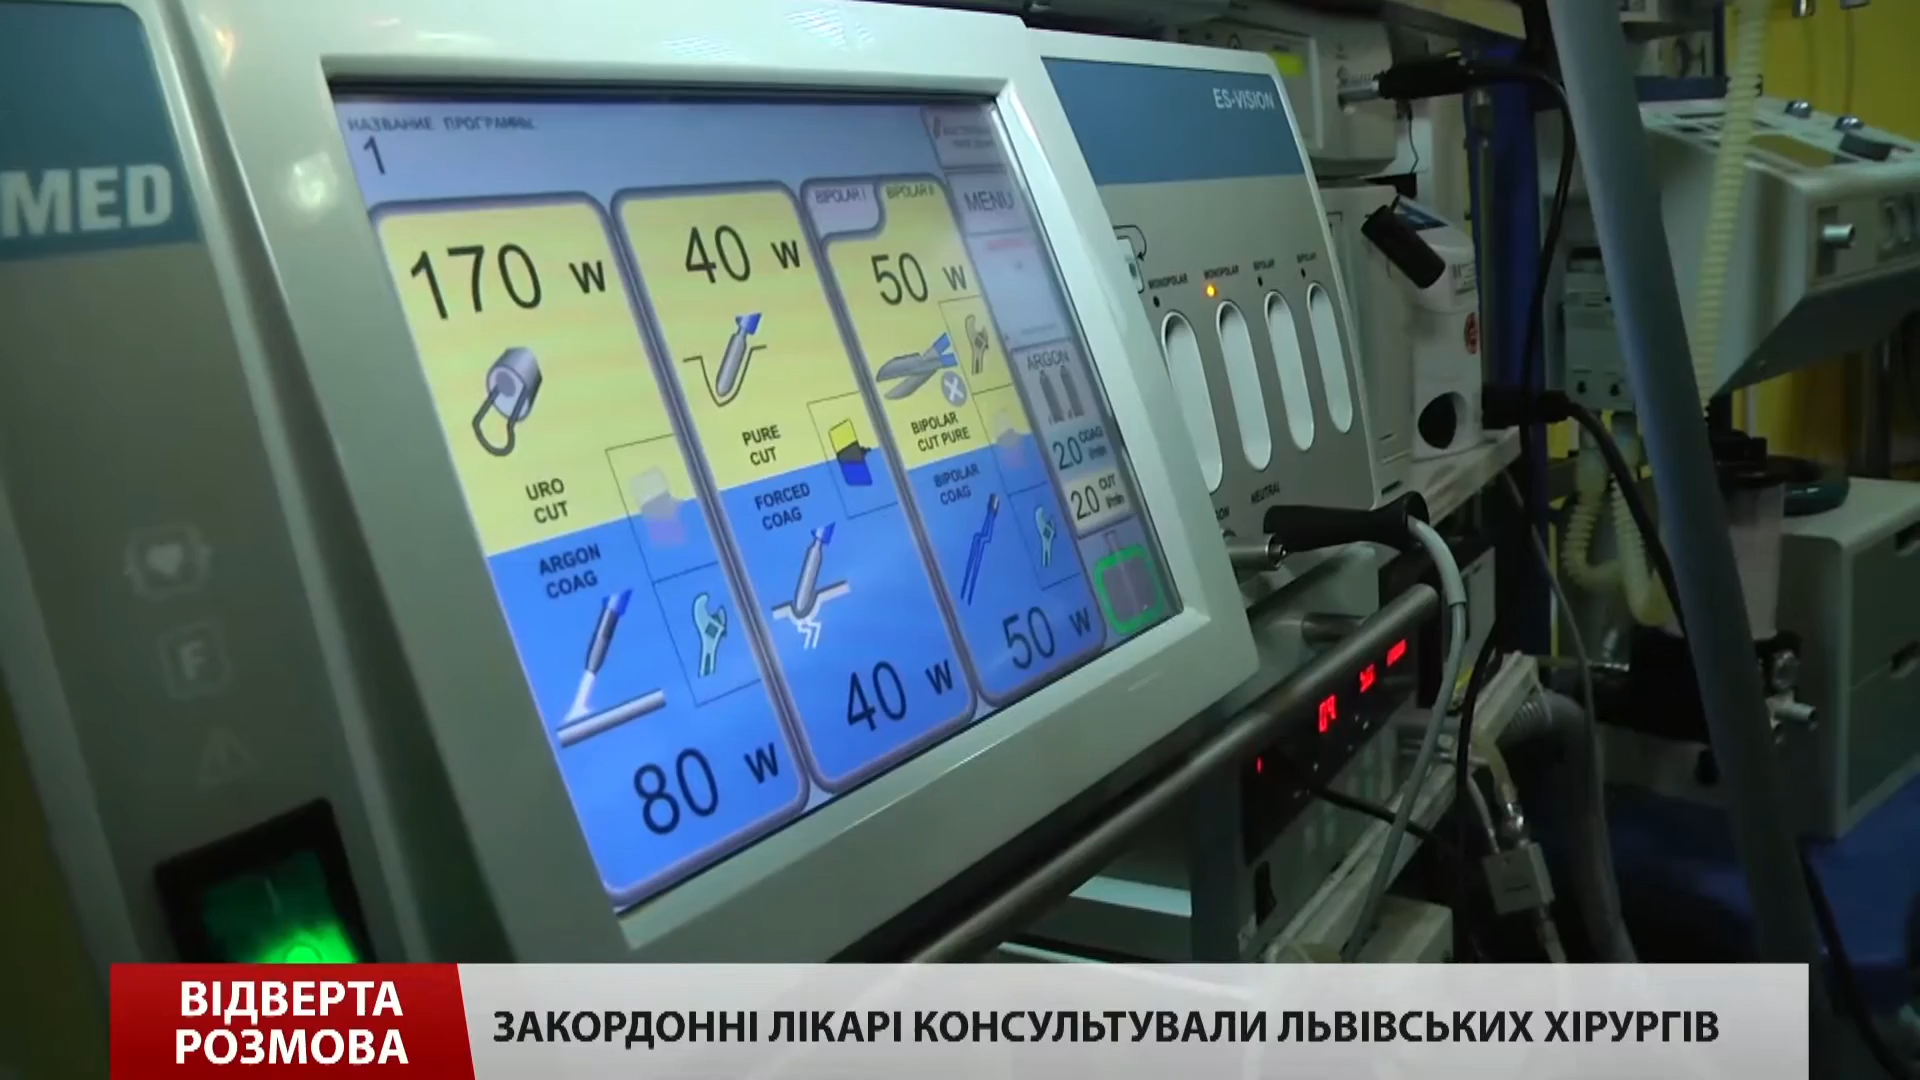 MED
НАЗВАНИЕ ПРОГРАММЫ
1
170 W
URO
CUT
ARGON
COAG
80 W
40 W
PURE
CUT
FORCED
COAG
40 W
BIPOLAR I
BIPOLAR II
50 W
BIPOLAR
CUT PURE
BIPOLAR
COAG
50 W
MENU
ARGON
2.0 COAG l/min
2.0 CUT l/min
ES-VISION
MONOPOLAR
MONOPOLAR
BIPOLAR
BIPOLAR
NEUTRAL
F
ВІДВЕРТА
РОЗМОВА
ЗАКОРДОННІ ЛІКАРІ КОНСУЛЬТУВАЛИ ЛЬВІВСЬКИХ ХІРУРГІВ